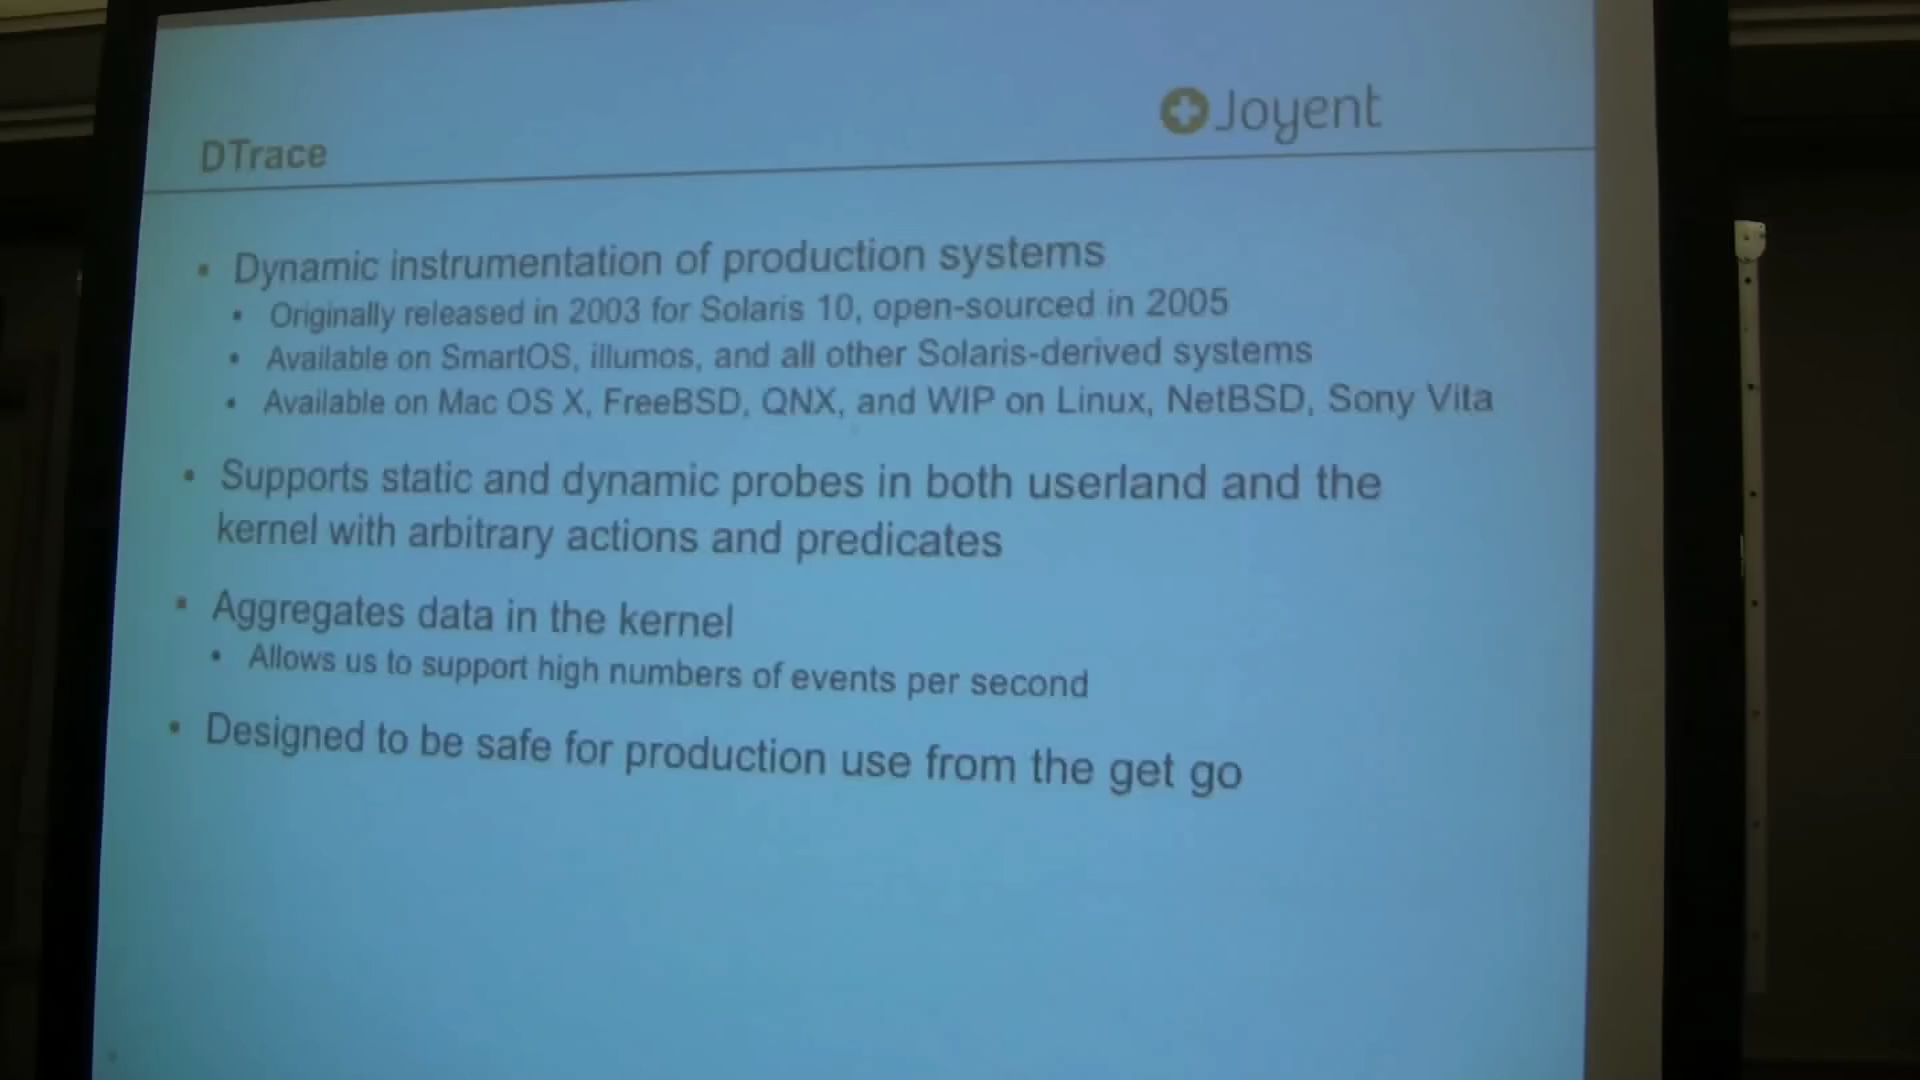 Joyent
DTrace
Dynamic instrumentation of production systems
Originally released in 2003 for Solaris 10, open-sourced in 2005
Available on SmartOS, illumos, and all other Solaris-derived systems
Available on Mac OS X, FreeBSD, QNX, and WIP on Linux, NetBSD, Sony Vita
Supports static and dynamic probes in both userland and the
kernel with arbitrary actions and predicates
Aggregates data in the kernel
Allows us to support high numbers of events per second
Designed to be safe for production use from the get go